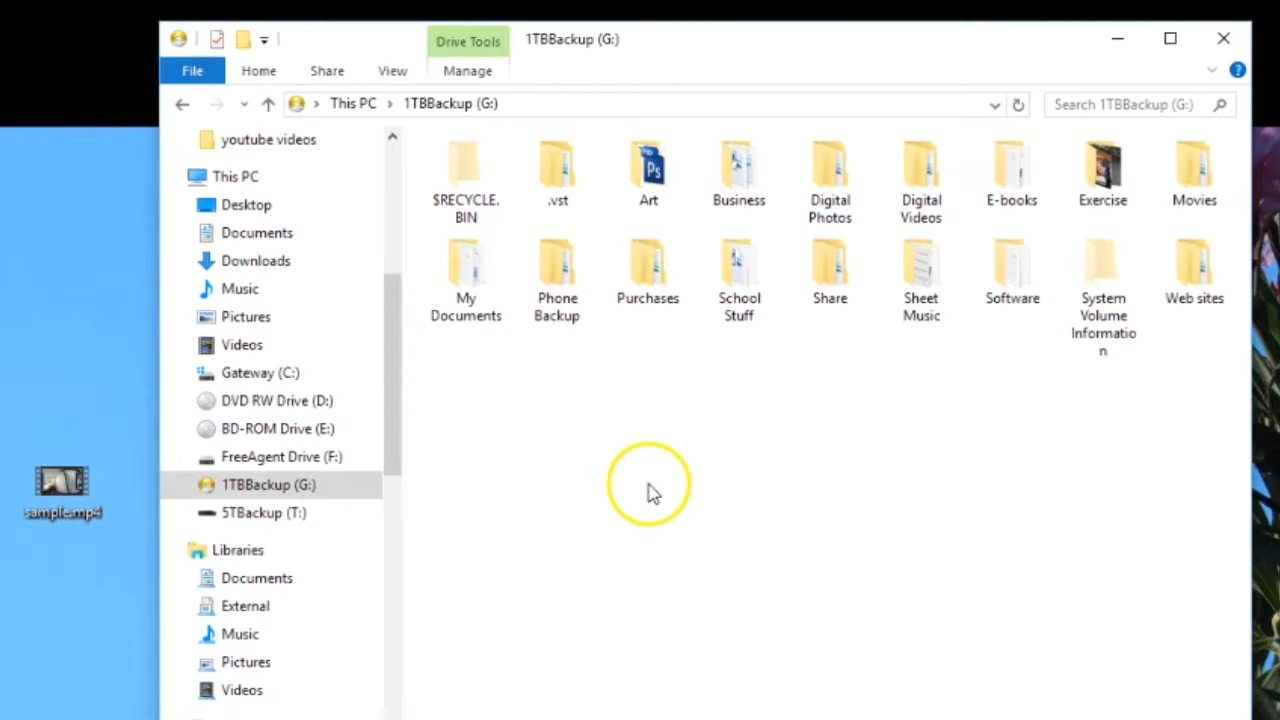 Drive Tools
1TBBackup (G:)
File
Home
Share
View
Manage
?
This PC
1TBBackup (G:)
Search 1TBBackup (G:)
youtube videos
This PC
Desktop
Documents
Downloads
Music
Pictures
Videos
Gateway (C:)
DVD RW Drive (D:)
BD-ROM Drive (E:)
FreeAgent Drive (F:)
1TBBackup (G:)
5TBackup (T:)
Libraries
Documents
External
Music
Pictures
Videos
$RECYCLE.
BIN
.vst
Ps
Art
Business
Digital
Photos
Digital
Videos
E-books
Exercise
Movies
My
Documents
Phone
Backup
Purchases
School
Stuff
Share
Sheet
Music
Software
System
Volume
Informatio
n
Web sites
sample.mp4